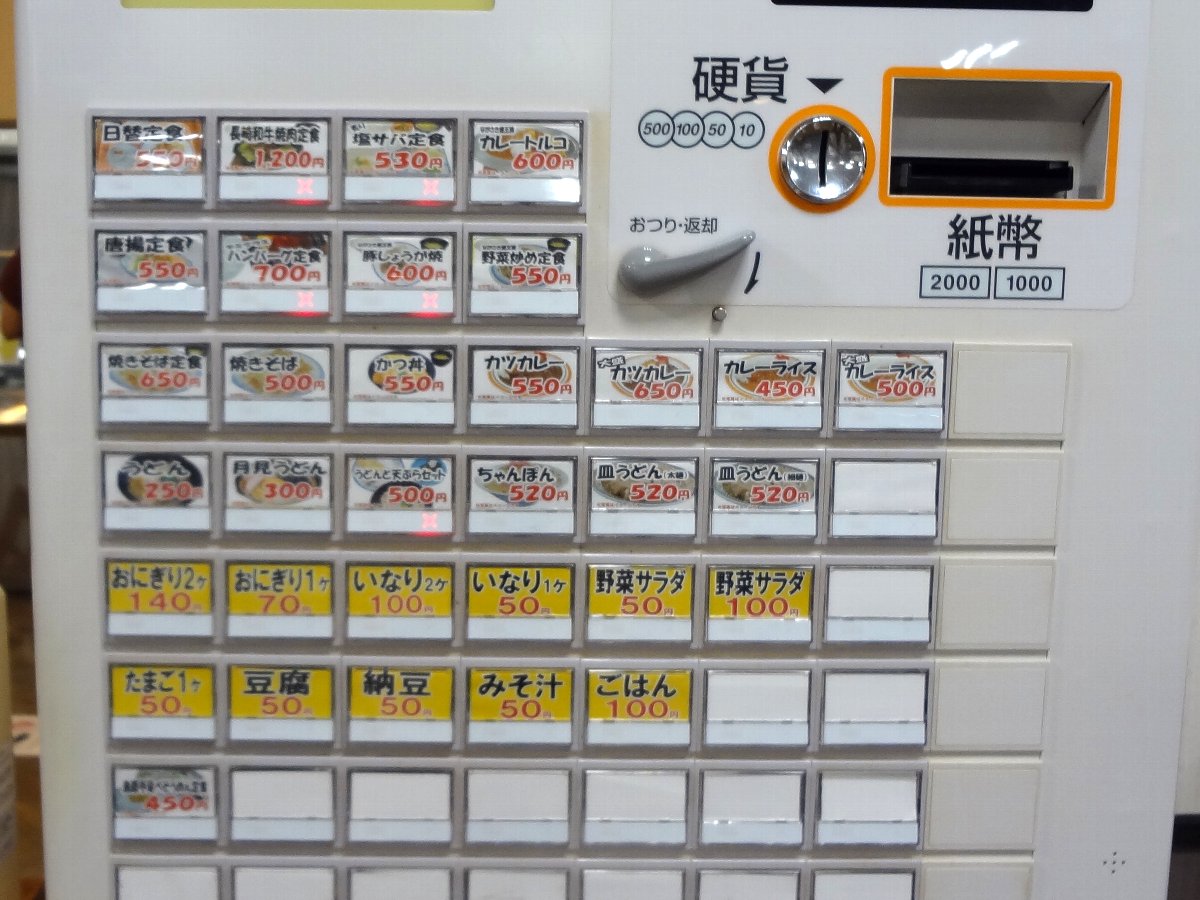 硬貨
500 100 50 10
おつり・返却
紙幣
2000 1000
日替定食
550円
長崎和牛焼肉定食
1,200円
塩サバ定食
530円
カレートルコ
600円
唐揚定食
550円
ハンバーグ定食
700円
豚しょうが焼
600円
野菜炒め定食
550円
焼きそば定食
650円
焼きそば
500円
かつ丼
550円
カツカレー
550円
大盛
カツカレー
650円
カレーライス
450円
大盛
カレーライス
500円
うどん
250円
月見うどん
300円
うどんと天ぷらセット
500円
ちゃんぽん
520円
皿うどん(太麺)
520円
皿うどん(細麺)
520円
おにぎり2ヶ
140円
おにぎり1ヶ
70円
いなり2ヶ
100円
いなり1ヶ
50円
野菜サラダ
50円
野菜サラダ
100円
たまご1ヶ
50円
豆腐
50円
納豆
50円
みそ汁
50円
ごはん
100円
450円